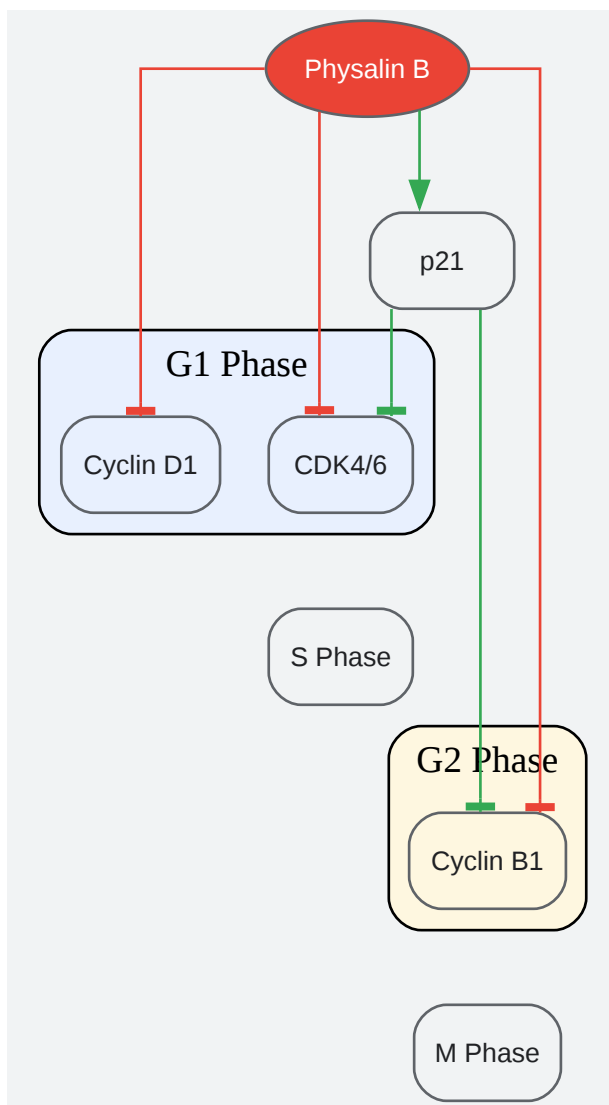 Physalin B
p21
G1 Phase
Cyclin D1
CDK4/6
S Phase
G2 Phase
Cyclin B1
M Phase